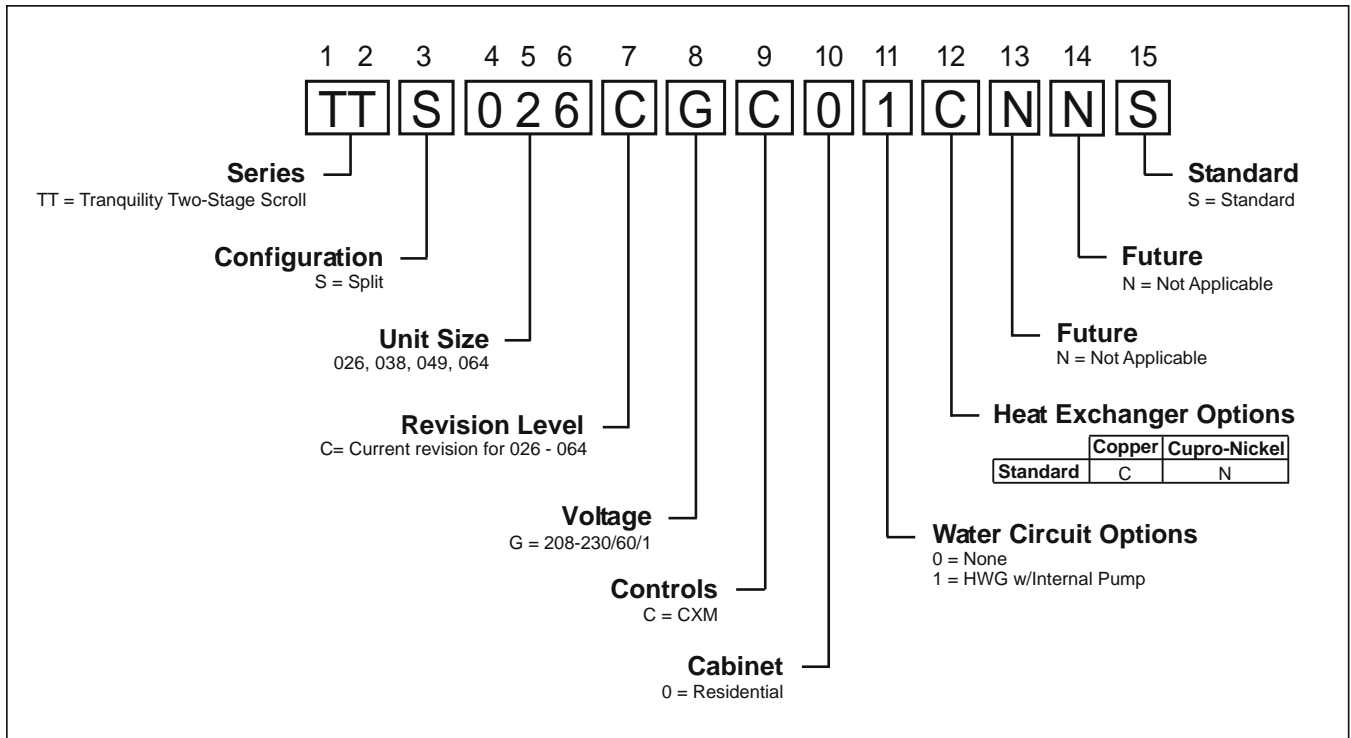 1 2 3 4 5 6 7 8 9 10 11 12 13 14 15
TT S 0 2 6 C G C 0 1 C N N S
Series
TT = Tranquility Two-Stage Scroll
Standard
S = Standard
Configuration
S = Split
Future
N = Not Applicable
Unit Size
026, 038, 049, 064
Future
N = Not Applicable
Revision Level
C= Current revision for 026 - 064
Heat Exchanger Options
Copper Cupro-Nickel
Standard C N
Voltage
G = 208-230/60/1
Water Circuit Options
0 = None
1 = HWG w/Internal Pump
Controls
C = CXM
Cabinet
0 = Residential